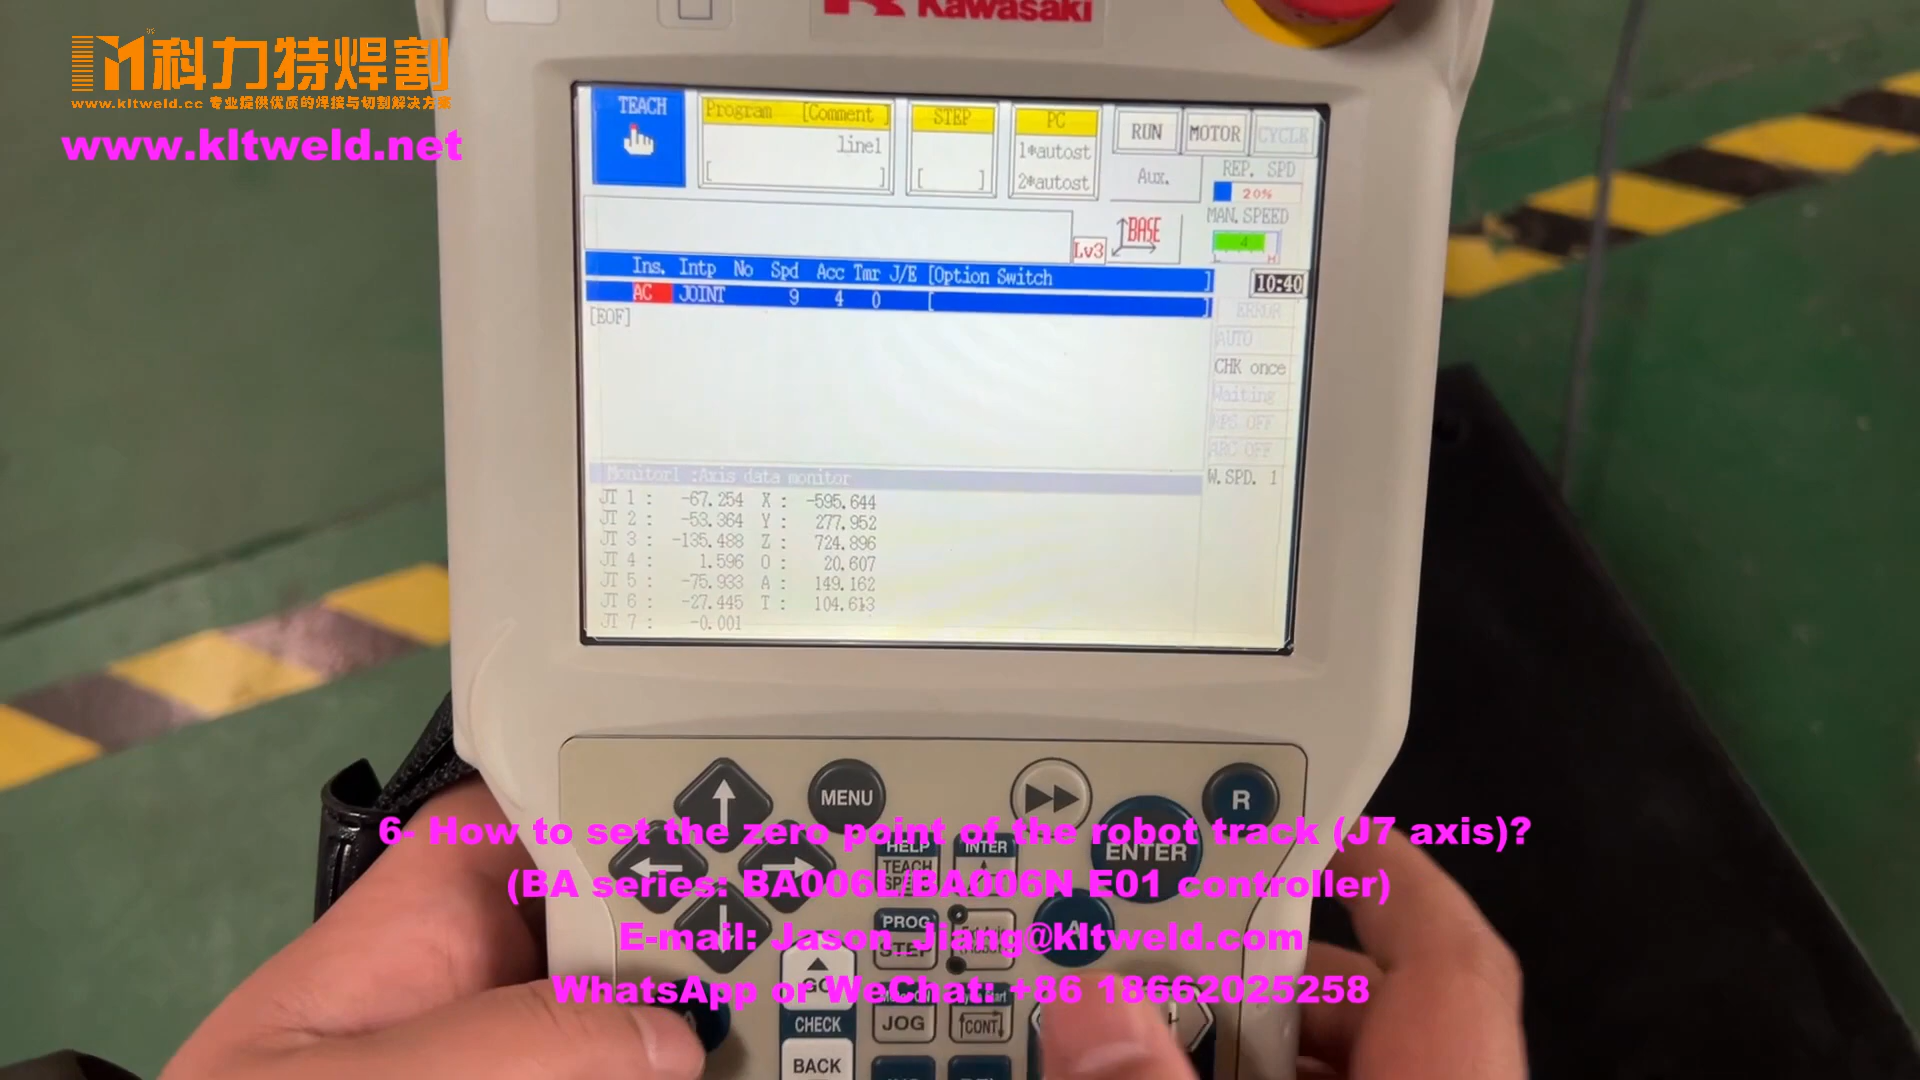 Kawasaki
科力特焊割
www.kltweld.cc 专业提供优质的焊接与切割解决方案
www.kltweld.net
TEACH
Program [Comment ]
line1
[ ]
STEP
[ ]
PC
1*autost
2*autost
RUN MOTOR CYCLE
Aux.
REP. SPD
20%
MAN.SPEED
4
L H
Lv3
BASE
Ins. Intp No Spd Acc Tmr J/E [Option Switch ]
AC JOINT 9 4 0 [ ]
[EOF]
10:40
ERROR
AUTO
CHK once
Waiting
RPS OFF
ARC OFF
W.SPD. 1
Monitor1 :Axis data monitor
JT 1 : -67.254 X : -595.644
JT 2 : -53.364 Y : 277.952
JT 3 : -135.488 Z : 724.896
JT 4 : 1.596 O : 20.607
JT 5 : -75.933 A : 149.162
JT 6 : -27.445 T : 104.613
JT 7 : -0.001
MENU
R
6- How to set the zero point of the robot track (J7 axis)?
HELP
INTER
ENTER
TEACH
(BA series: BA006L/BA006N E01 controller)
PROG
STEP
A
E-mail: Jason_Jiang@kltweld.com
GO
WhatsApp or WeChat: +86 18662025258
CHECK
JOG
CONT
BACK